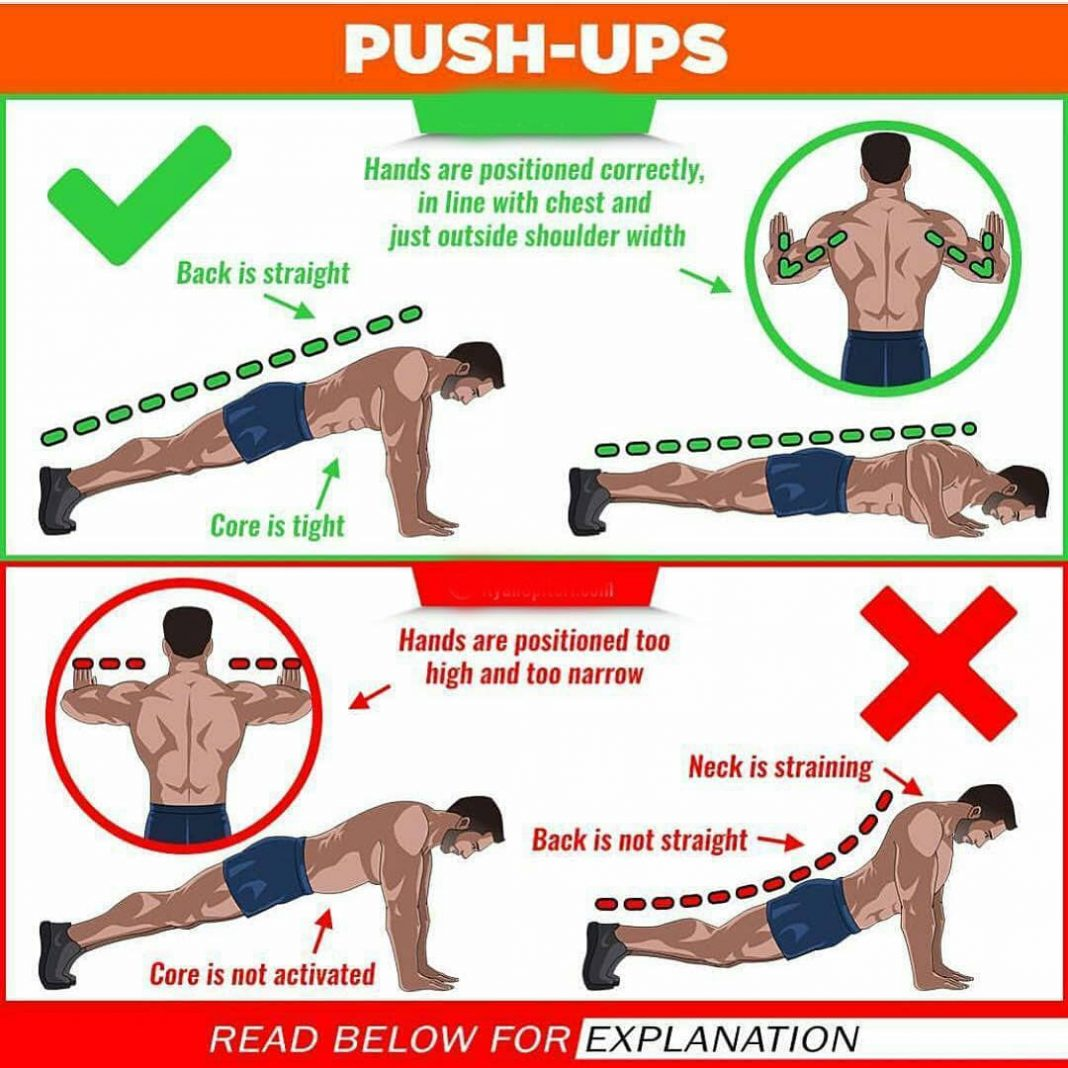 PUSH-UPS
Hands are positioned correctly,
in line with chest and
just outside shoulder width
Back is straight
Core is tight
Hands are positioned too
high and too narrow
Neck is straining
Back is not straight
Core is not activated
READ BELOW FOR EXPLANATION